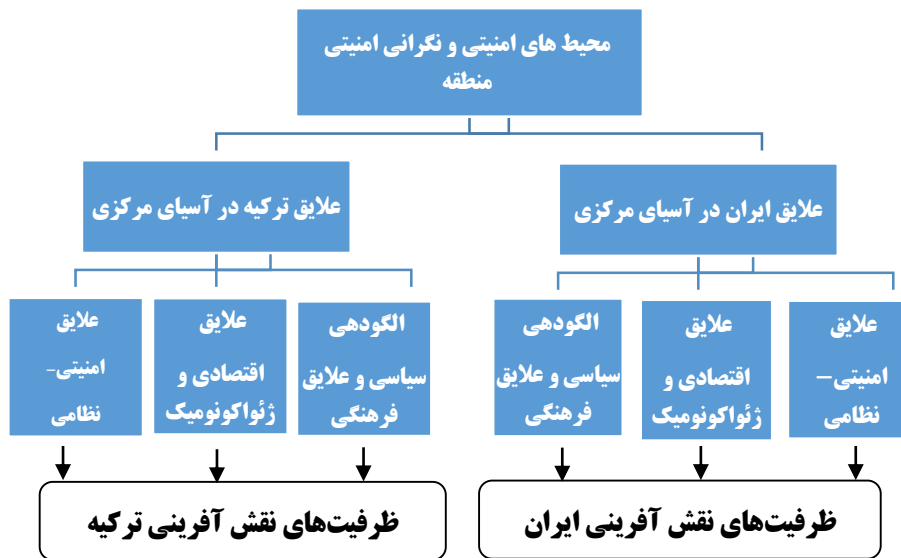 محیط های امنیتی و نگرانی امنیتی
منطقه
علایق ایران در آسیای مرکزی
علایق ترکیه در آسیای مرکزی
علایق
امنیتی–
نظامی
علایق
اقتصادی و
ژئواکونومیک
الگودهی
سیاسی و علایق
فرهنگی
الگودهی
سیاسی و علایق
فرهنگی
علایق
اقتصادی و
ژئواکونومیک
علایق
امنیتی-
نظامی
ظرفیت‌های نقش آفرینی ایران
ظرفیت‌های نقش آفرینی ترکیه